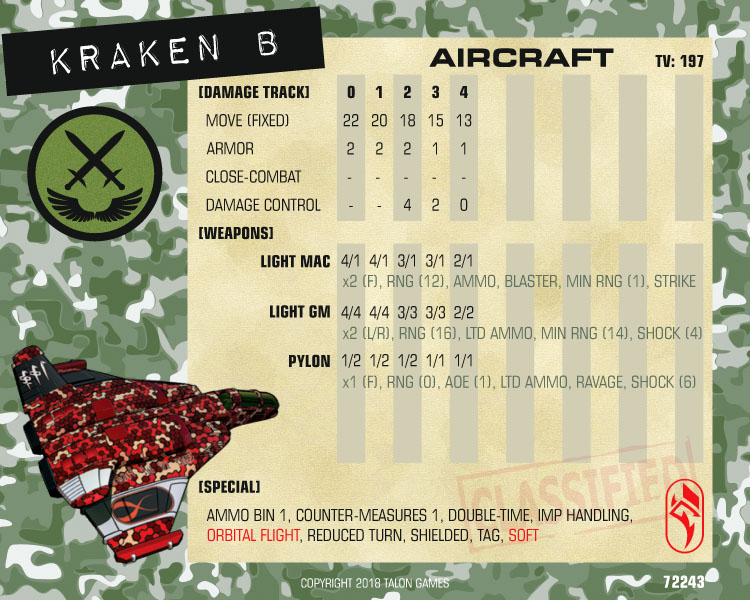 KRAKEN B
AIRCRAFT TV: 197
[DAMAGE TRACK] 0 1 2 3 4
MOVE (FIXED) 22 20 18 15 13
ARMOR 2 2 2 1 1
CLOSE-COMBAT - - - - -
DAMAGE CONTROL - - 4 2 0
[WEAPONS]
LIGHT MAC 4/1 4/1 3/1 3/1 2/1
x2 (F), RNG (12), AMMO, BLASTER, MIN RNG (1), STRIKE
LIGHT GM 4/4 4/4 3/3 3/3 2/2
x2 (L/R), RNG (16), LTD AMMO, MIN RNG (14), SHOCK (4)
PYLON 1/2 1/2 1/2 1/1 1/1
x1 (F), RNG (0), AOE (1), LTD AMMO, RAVAGE, SHOCK (6)
CLASSIFIED
[SPECIAL]
AMMO BIN 1, COUNTER-MEASURES 1, DOUBLE-TIME, IMP HANDLING,
ORBITAL FLIGHT, REDUCED TURN, SHIELDED, TAG, SOFT
COPYRIGHT 2018 TALON GAMES 72243